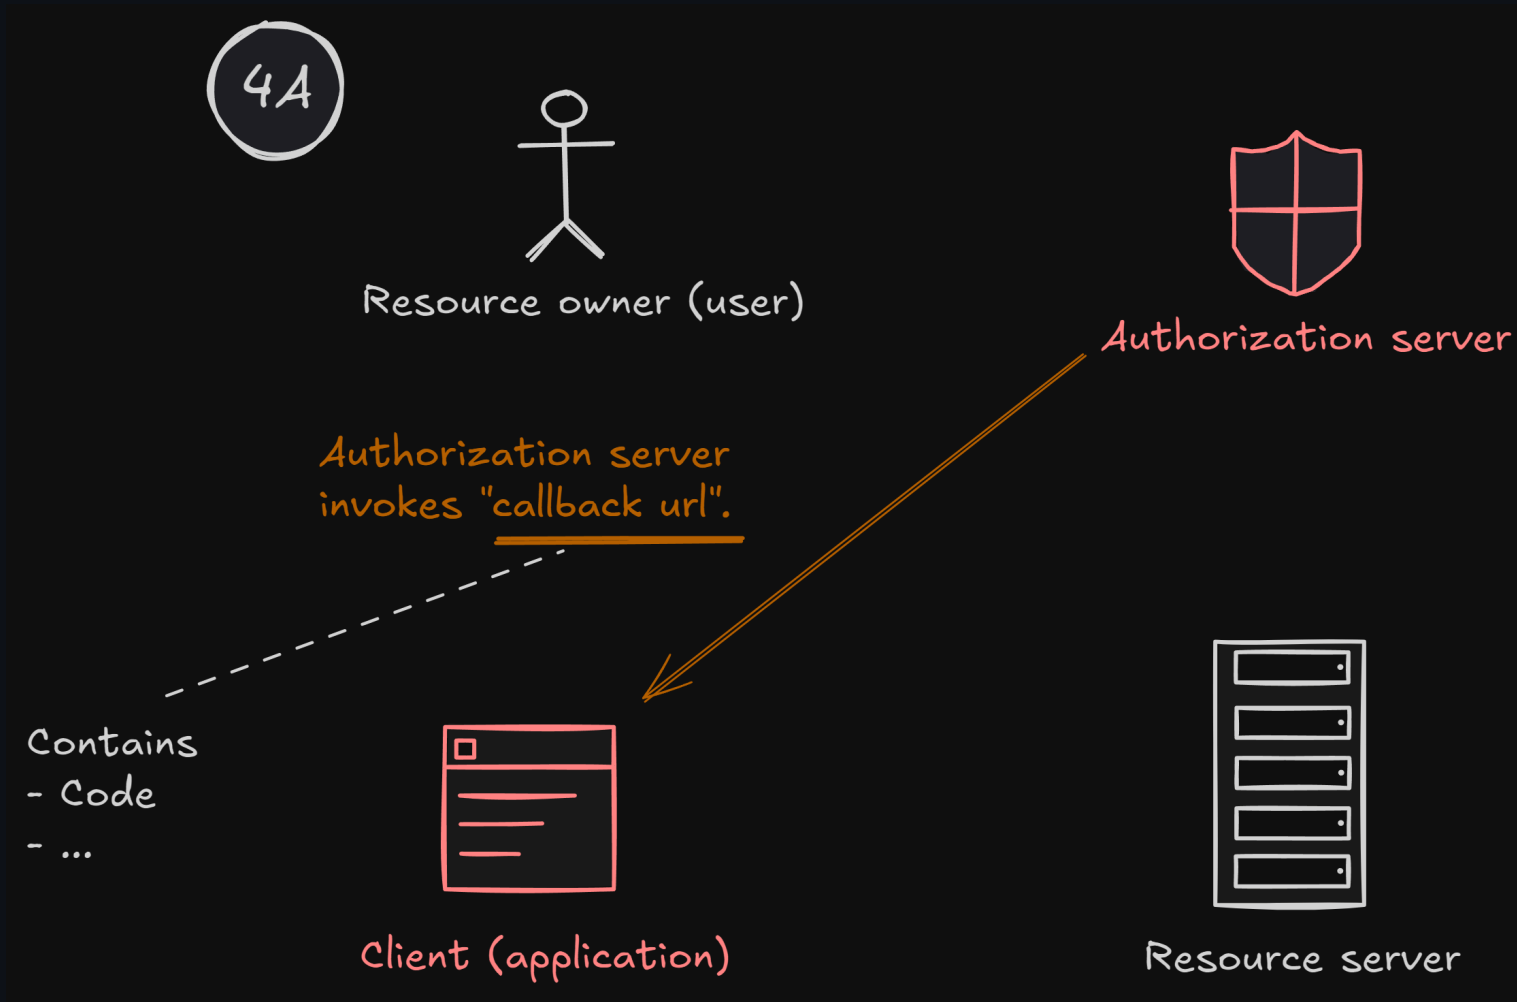 4A
Resource owner (user)
Authorization server
Authorization server
invokes "callback url".
Contains
- Code
- ...
Client (application)
Resource server